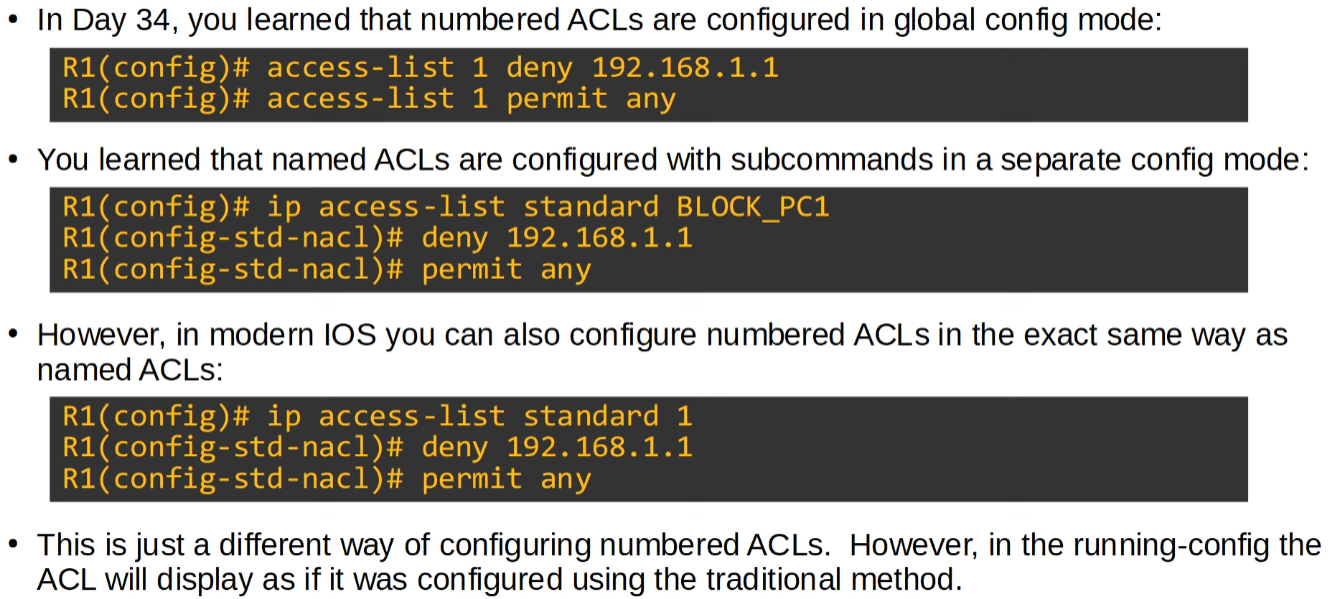 • In Day 34, you learned that numbered ACLs are configured in global config mode:
R1(config)# access-list 1 deny 192.168.1.1
R1(config)# access-list 1 permit any
• You learned that named ACLs are configured with subcommands in a separate config mode:
R1(config)# ip access-list standard BLOCK_PC1
R1(config-std-nacl)# deny 192.168.1.1
R1(config-std-nacl)# permit any
• However, in modern IOS you can also configure numbered ACLs in the exact same way as
named ACLs:
R1(config)# ip access-list standard 1
R1(config-std-nacl)# deny 192.168.1.1
R1(config-std-nacl)# permit any
• This is just a different way of configuring numbered ACLs.  However, in the running-config the
ACL will display as if it was configured using the traditional method.